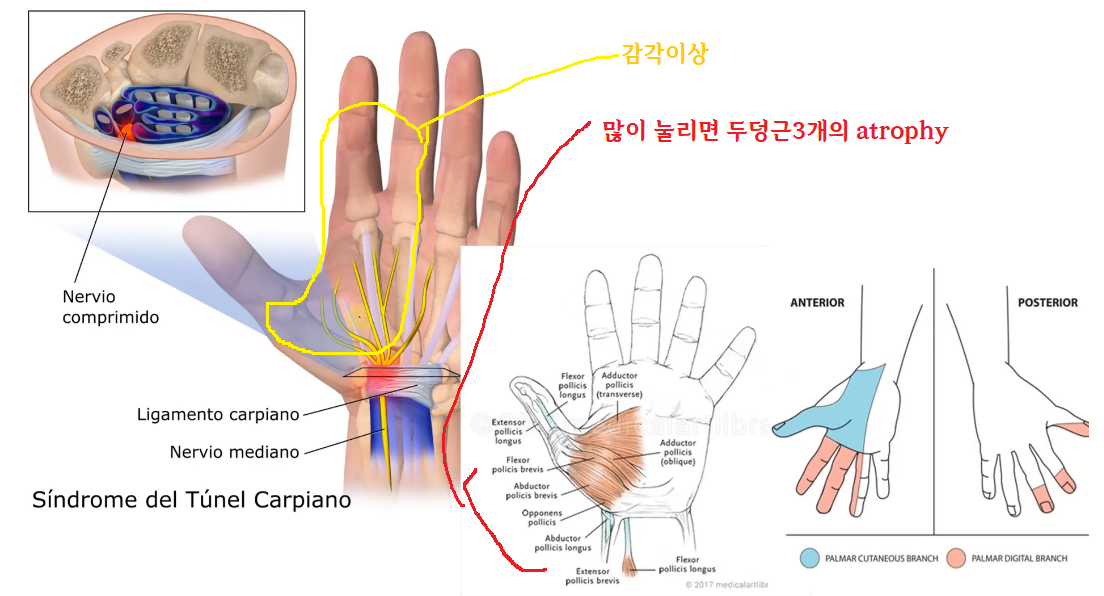 감각이상
많이 눌리면 두덩근3개의 atrophy
Nervio
comprimido
Ligamento carpiano
Nervio mediano
Síndrome del Túnel Carpiano
Flexor
pollicis
longus
Adductor
pollicis
(transverse)
Extensor
pollicis
longus
Adductor
pollicis
(oblique)
Flexor
policis brevis
Abductor
policis brevis
Opponens
pollicis
Abductor
pollicis longus
Extensor
pollicis brevis
Flexor
pollicis longus
© 2017 medicalartlibr
ANTERIOR
POSTERIOR
PALMAR CUTANEOUS BRANCH
PALMAR DIGITAL BRANCH